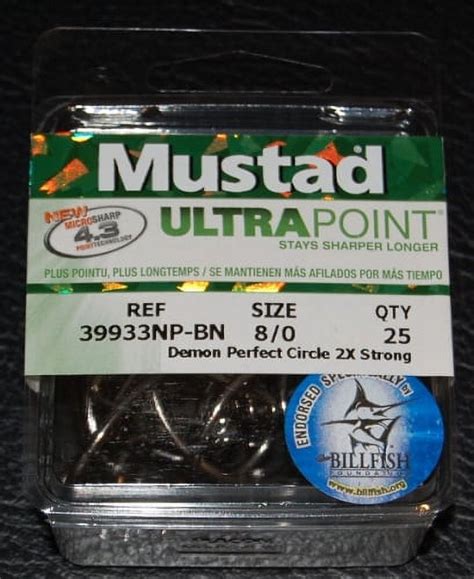 Mustad
NEW
MICROSHARP
4.3
POINT TECHNOLOGY
ULTRAPOINT®
STAYS SHARPER LONGER
PLUS POINTU, PLUS LONGTEMPS / SE MANTIENEN MÁS AFILADOS POR MÁS TIEMPO
REF SIZE QTY
39933NP-BN 8/0 25
Demon Perfect Circle 2X Strong
ENDORSED SPECIFICALLY by
the BILLFISH
FOUNDATION
www.billfish.org